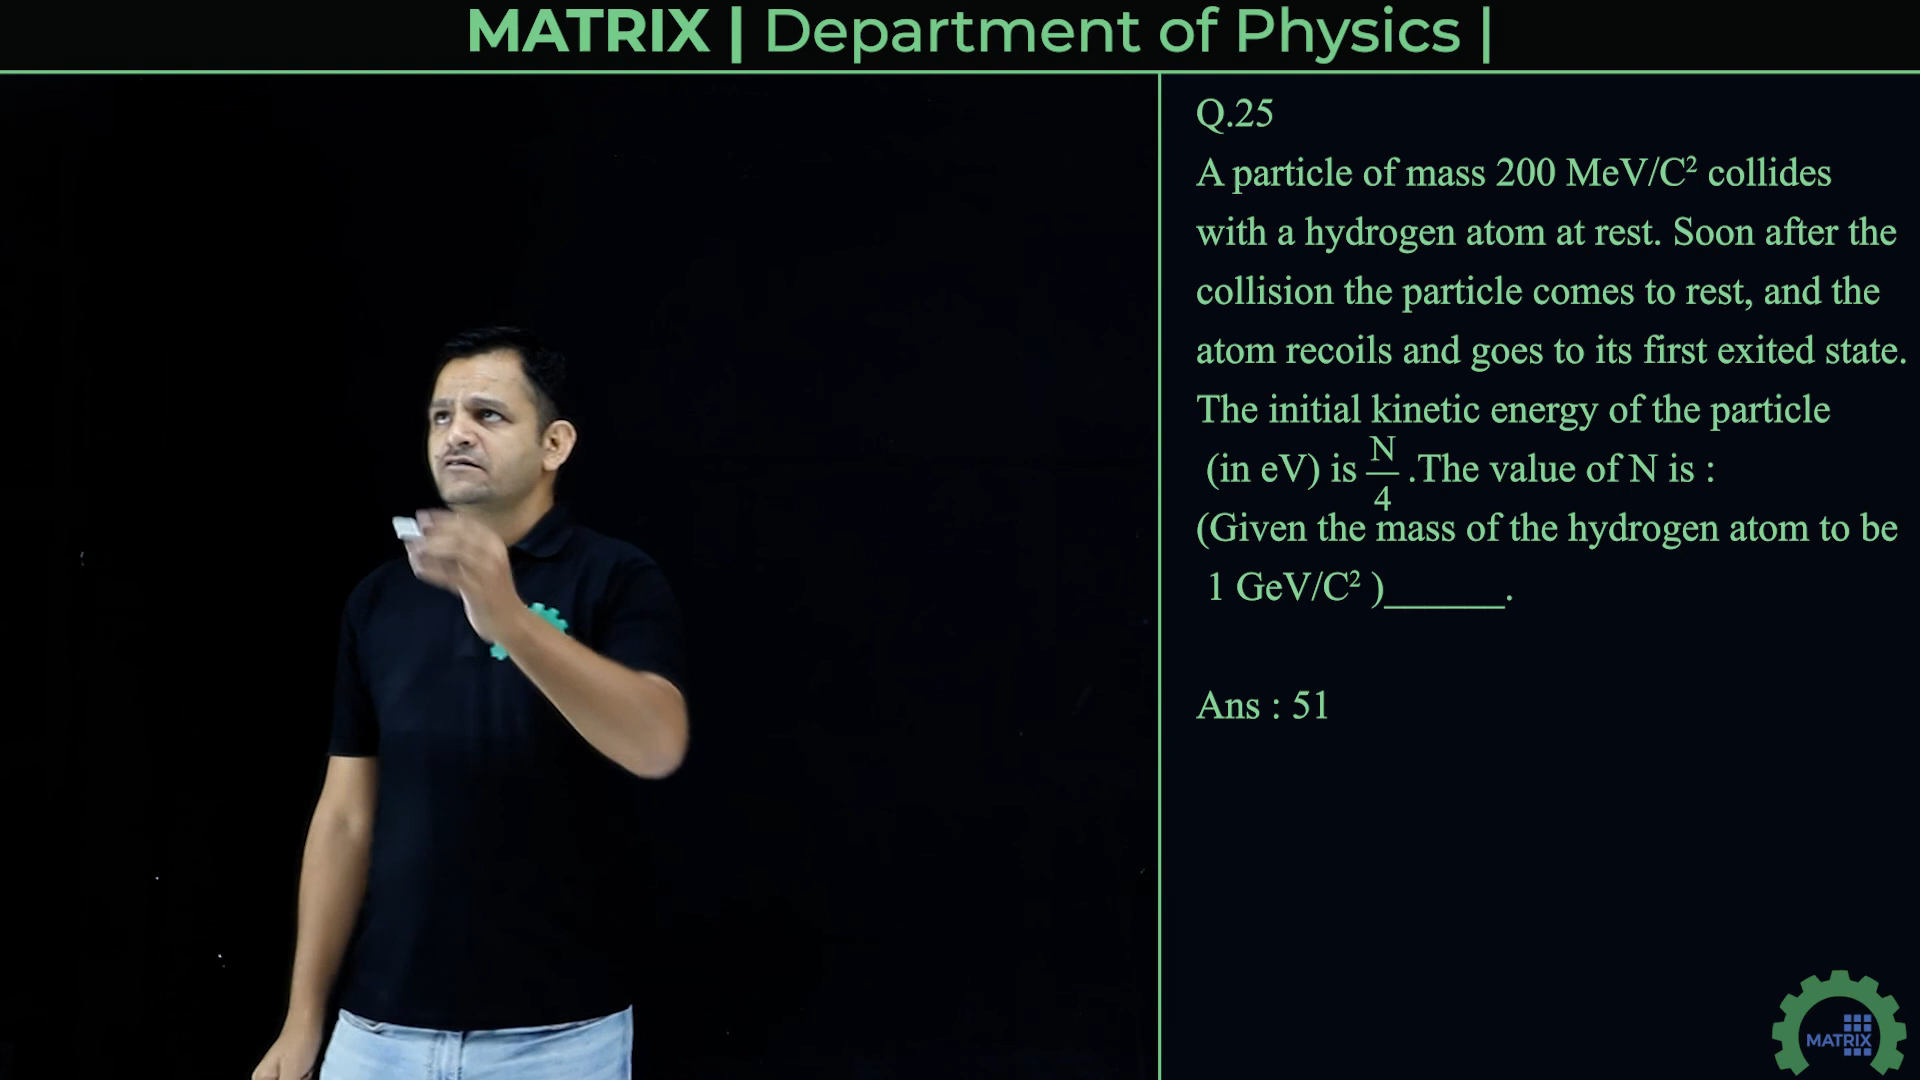 MATRIX | Department of Physics |
Q.25
A particle of mass 200 MeV/C² collides
with a hydrogen atom at rest. Soon after the
collision the particle comes to rest, and the
atom recoils and goes to its first exited state.
The initial kinetic energy of the particle
(in eV) is N/4 .The value of N is :
(Given the mass of the hydrogen atom to be
1 GeV/C² )______.
Ans : 51
MATRIX